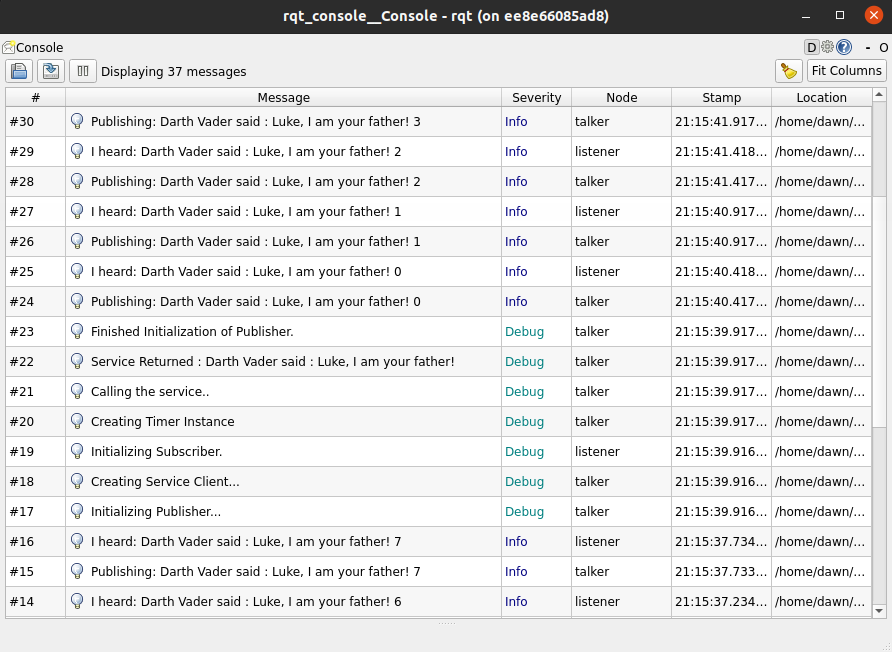 rqt_console__Console - rqt (on ee8e66085ad8)
Console D ? - O
Displaying 37 messages Fit Columns
# Message Severity Node Stamp Location
#30 Publishing: Darth Vader said : Luke, I am your father! 3 Info talker 21:15:41.917... /home/dawn/...
#29 I heard: Darth Vader said : Luke, I am your father! 2 Info listener 21:15:41.418... /home/dawn/...
#28 Publishing: Darth Vader said : Luke, I am your father! 2 Info talker 21:15:41.417... /home/dawn/...
#27 I heard: Darth Vader said : Luke, I am your father! 1 Info listener 21:15:40.917... /home/dawn/...
#26 Publishing: Darth Vader said : Luke, I am your father! 1 Info talker 21:15:40.917... /home/dawn/...
#25 I heard: Darth Vader said : Luke, I am your father! 0 Info listener 21:15:40.418... /home/dawn/...
#24 Publishing: Darth Vader said : Luke, I am your father! 0 Info talker 21:15:40.417... /home/dawn/...
#23 Finished Initialization of Publisher. Debug talker 21:15:39.917... /home/dawn/...
#22 Service Returned : Darth Vader said : Luke, I am your father! Debug talker 21:15:39.917... /home/dawn/...
#21 Calling the service.. Debug talker 21:15:39.917... /home/dawn/...
#20 Creating Timer Instance Debug talker 21:15:39.917... /home/dawn/...
#19 Initializing Subscriber. Debug listener 21:15:39.916... /home/dawn/...
#18 Creating Service Client... Debug talker 21:15:39.916... /home/dawn/...
#17 Initializing Publisher... Debug talker 21:15:39.916... /home/dawn/...
#16 I heard: Darth Vader said : Luke, I am your father! 7 Info listener 21:15:37.734... /home/dawn/...
#15 Publishing: Darth Vader said : Luke, I am your father! 7 Info talker 21:15:37.733... /home/dawn/...
#14 I heard: Darth Vader said : Luke, I am your father! 6 Info listener 21:15:37.234... /home/dawn/...